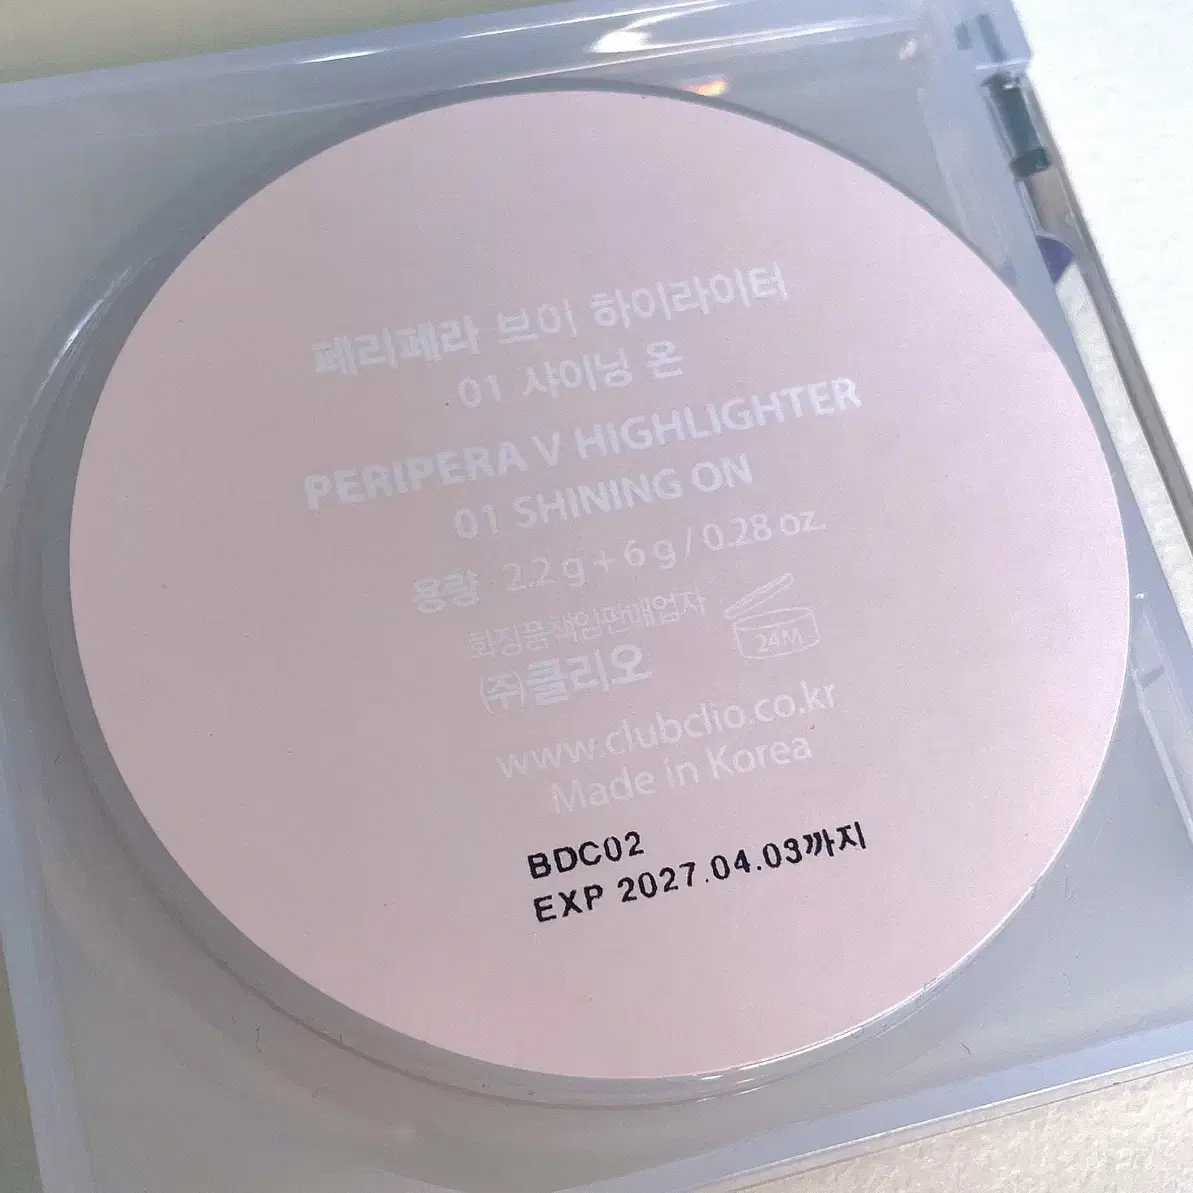 페리페라 브이 하이라이터
01 샤이닝 온
PERIPERA V HIGHLIGHTER
01 SHINING ON
용량 2.2 g + 6 g / 0.28 oz.
화장품책임판매업자
㈜클리오
24M
www.clubclio.co.kr
Made in Korea
BDC02
EXP 2027.04.03까지